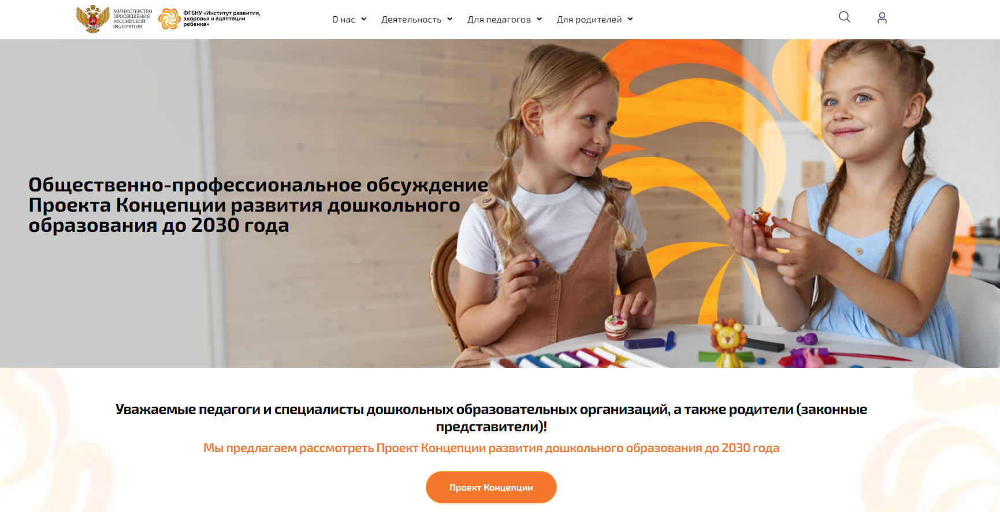 МИНИСТЕРСТВО
ПРОСВЕЩЕНИЯ
РОССИЙСКОЙ
ФЕДЕРАЦИИ
ФГБНУ «Институт развития,
здоровья и адаптации
ребенка»
О нас
Деятельность
Для педагогов
Для родителей
Общественно-профессиональное обсуждение
Проекта Концепции развития дошкольного
образования до 2030 года
Уважаемые педагоги и специалисты дошкольных образовательных организаций, а также родители (законные
представители)!
Мы предлагаем рассмотреть Проект Концепции развития дошкольного образования до 2030 года
Проект Концепции